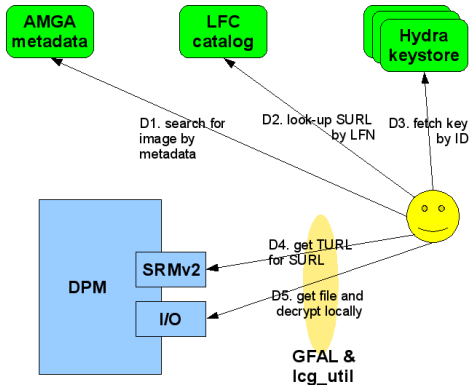 AMGA
metadata
LFC
catalog
Hydra
keystore
D1. search for
image by
metadata
D2. look-up SURL
by LFN
D3. fetch key
by ID
D4. get TURL
for SURL
DPM
SRMv2
I/O
D5. get file and
decrypt locally
GFAL &
lcg_util